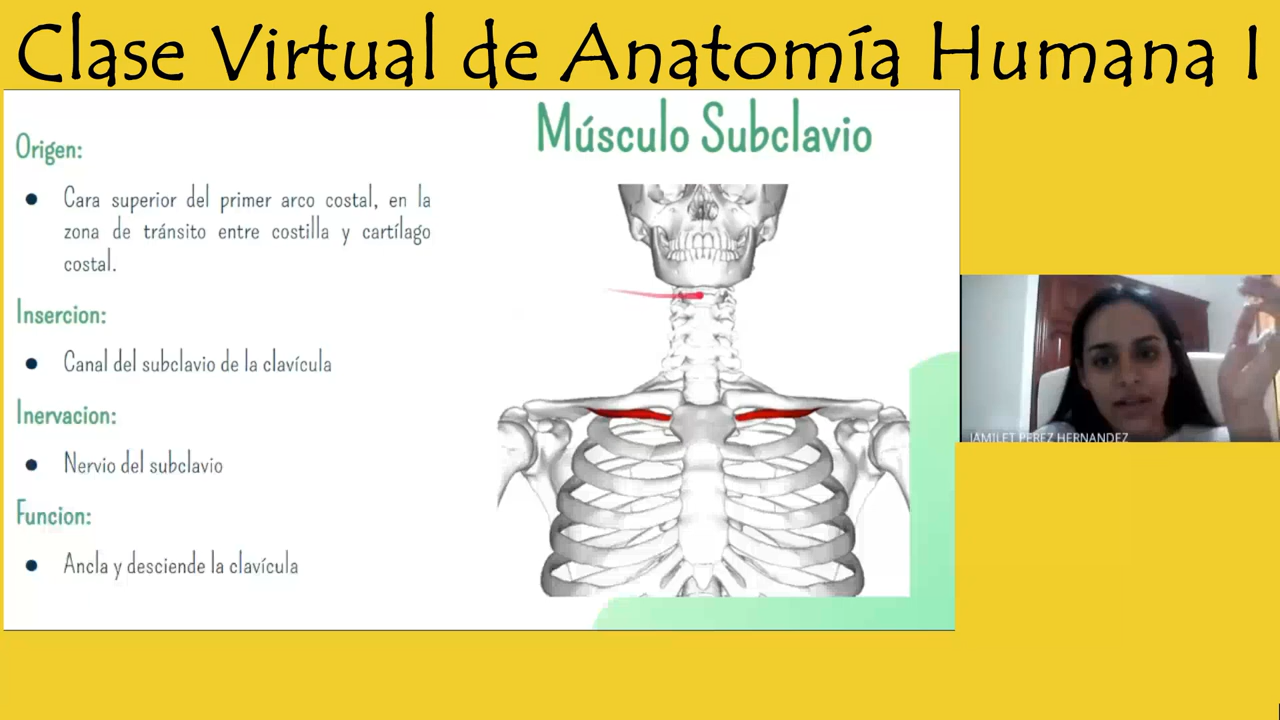 Clase Virtual de Anatomía Humana I
Músculo Subclavio
Origen:
Cara superior del primer arco costal, en la
zona de tránsito entre costilla y cartílago
costal.
Insercion:
Canal del subclavio de la clavícula
Inervacion:
Nervio del subclavio
Funcion:
Ancla y desciende la clavícula
JAMILET PEREZ HERNANDEZ